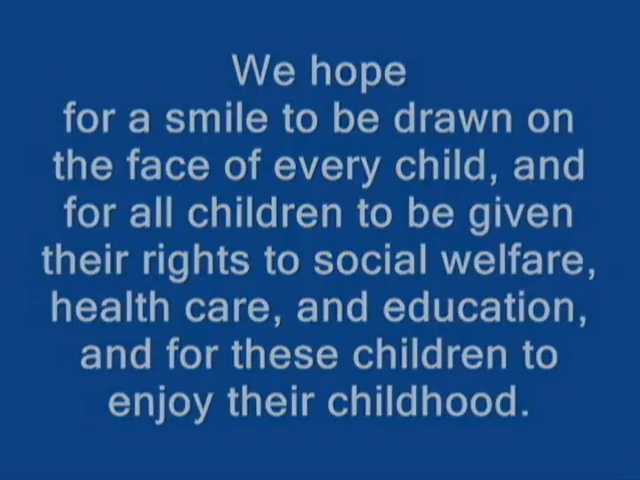 We hope
for a smile to be drawn on
the face of every child, and
for all children to be given
their rights to social welfare,
health care, and education,
and for these children to
enjoy their childhood.